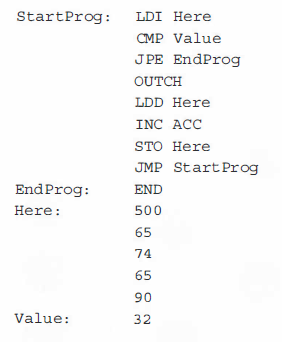 StartProg: LDI Here
CMP Value
JPE EndProg
OUTCH
LDD Here
INC ACC
STO Here
JMP StartProg
EndProg: END
Here: 500
65
74
65
90
Value: 32